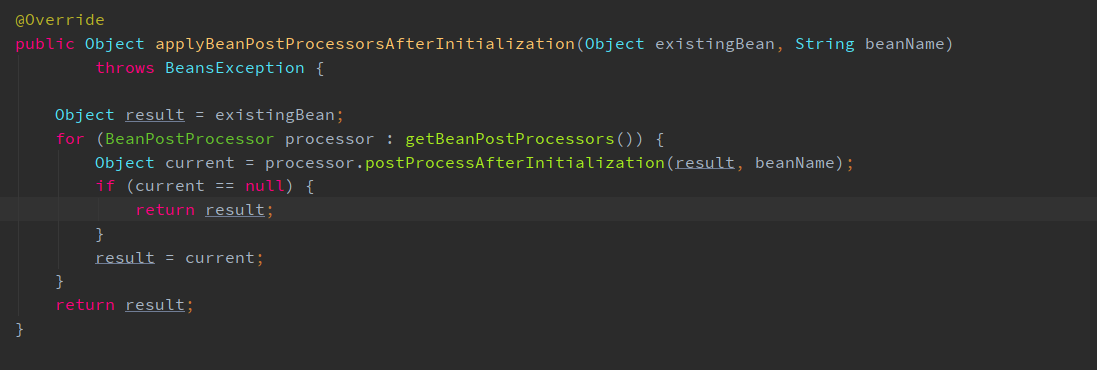 @Override
public Object applyBeanPostProcessorsAfterInitialization(Object existingBean, String beanName)
        throws BeansException {

    Object result = existingBean;
    for (BeanPostProcessor processor : getBeanPostProcessors()) {
        Object current = processor.postProcessAfterInitialization(result, beanName);
        if (current == null) {
            return result;
        }
        result = current;
    }
    return result;
}